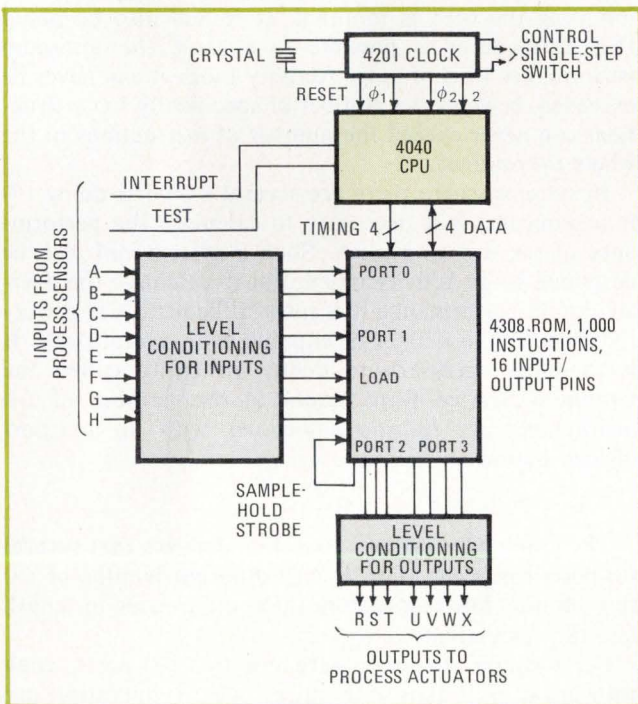 CRYSTAL
4201 CLOCK
CONTROL
SINGLE-STEP
SWITCH
RESET ϕ1 ϕ2 2
4040
CPU
INTERRUPT
TEST
TIMING 4 4 DATA
INPUTS FROM
PROCESS SENSORS
A
B
C
D
E
F
G
H
LEVEL
CONDITIONING
FOR INPUTS
PORT 0
PORT 1
LOAD
PORT 2 PORT 3
4308 ROM, 1,000
INSTUCTIONS,
16 INPUT/
OUTPUT PINS
SAMPLE-
HOLD
STROBE
LEVEL
CONDITIONING
FOR OUTPUTS
R S T U V W X
OUTPUTS TO
PROCESS ACTUATORS